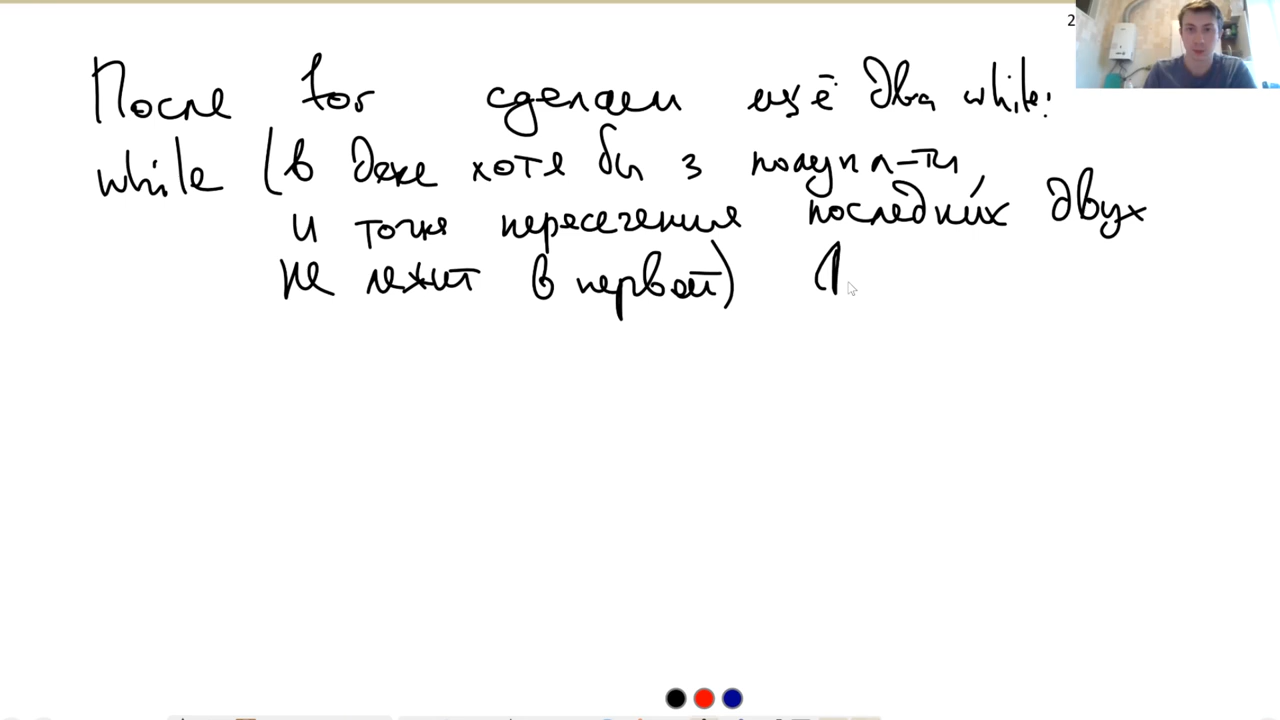 2
После for сделаем ещё два while:
while (в деке хотя бы 3 полупл-ти
и точка пересечения последних двух
не лежит в первой) (